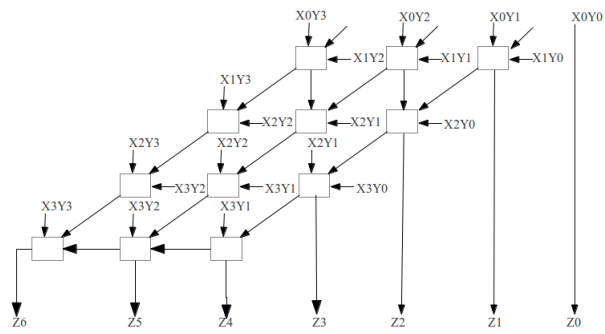 X0Y3 X0Y2 X0Y1 X0Y0
X1Y2 X1Y1 X1Y0
X1Y3
X2Y2 X2Y1 X2Y0
X2Y3 X2Y2 X2Y1
X3Y2 X3Y1 X3Y0
X3Y3 X3Y2 X3Y1
Z6 Z5 Z4 Z3 Z2 Z1 Z0